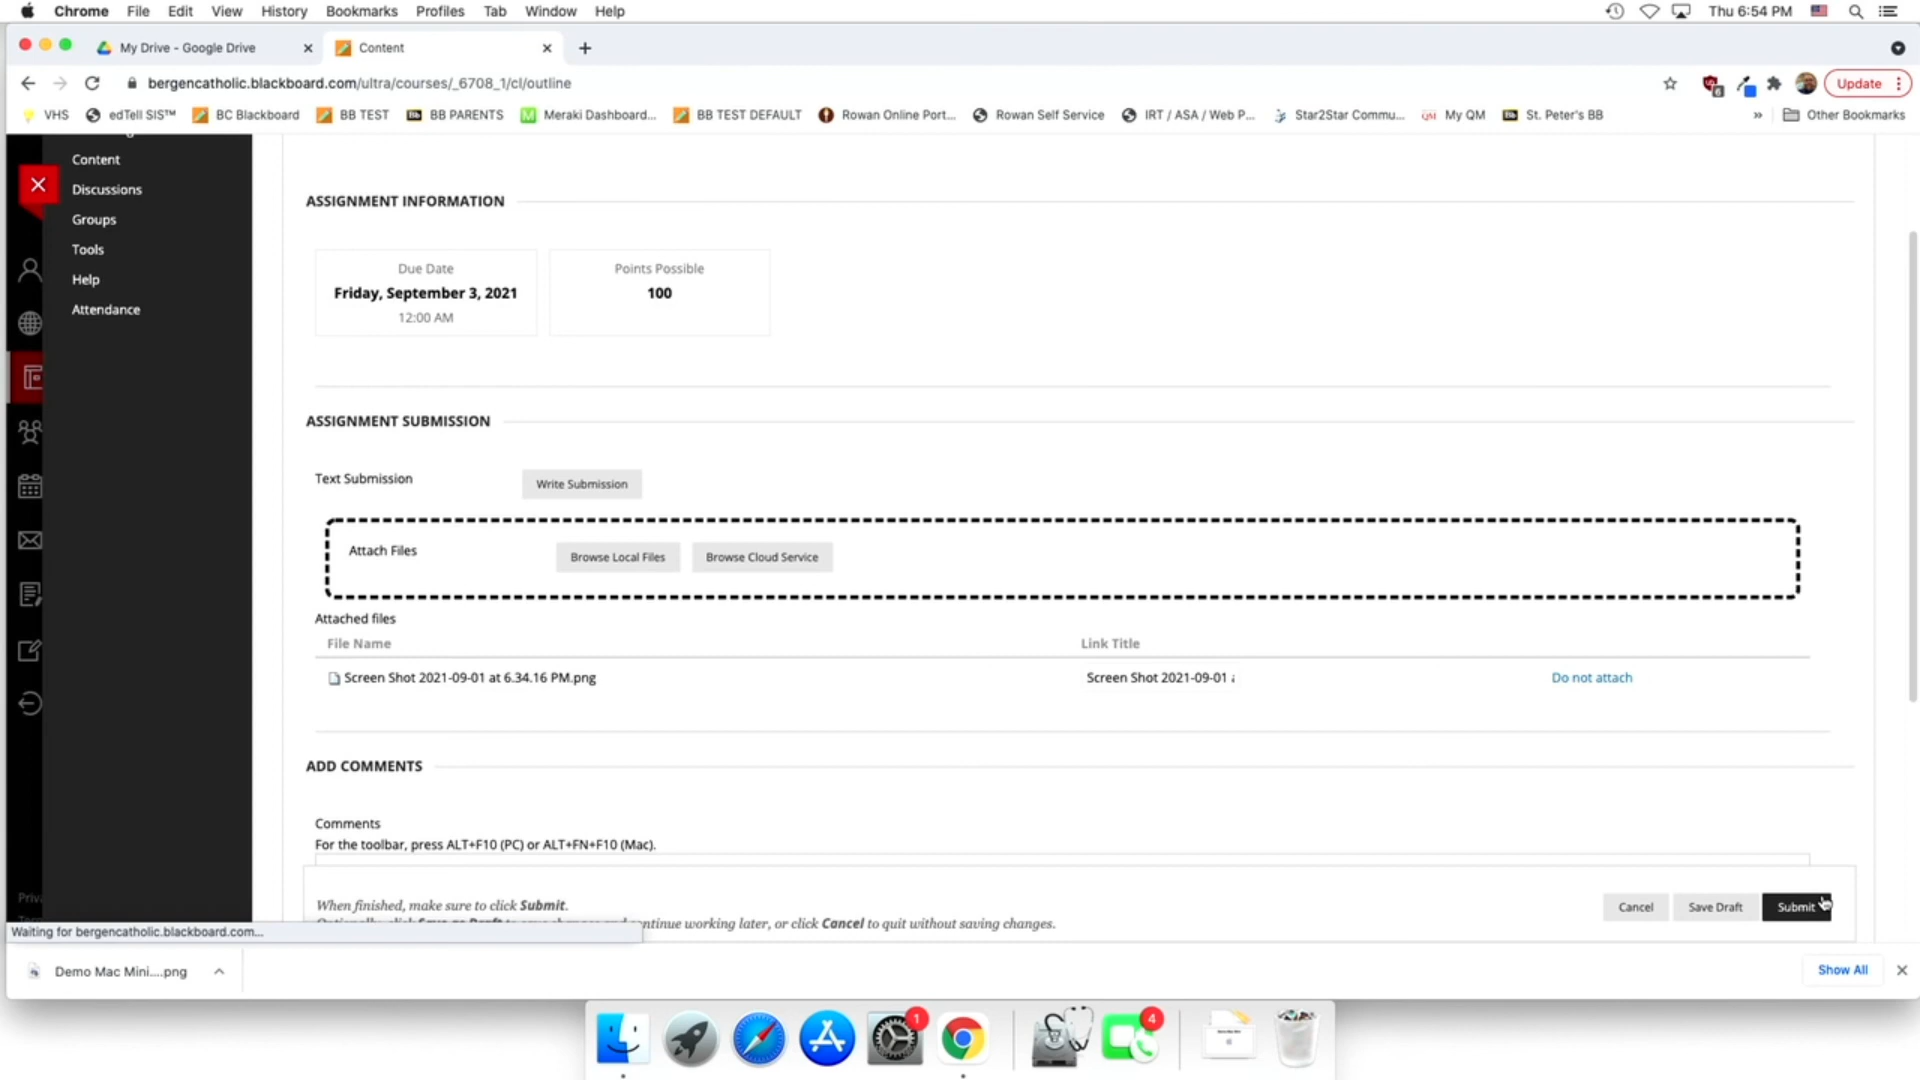 Chrome File Edit View History Bookmarks Profiles Tab Window Help Thu 6:54 PM
My Drive - Google Drive Content
bergencatholic.blackboard.com/ultra/courses/_6708_1/cl/outline Update
VHS edTell SIS™ BC Blackboard BB TEST Bb BB PARENTS Meraki Dashboard... BB TEST DEFAULT Rowan Online Port... Rowan Self Service IRT / ASA / Web P... Star2Star Commu... QM My QM Bb St. Peter's BB » Other Bookmarks
Content
Discussions
Groups
Tools
Help
Attendance
ASSIGNMENT INFORMATION
Due Date Points Possible
Friday, September 3, 2021 100
12:00 AM
ASSIGNMENT SUBMISSION
Text Submission Write Submission
Attach Files Browse Local Files Browse Cloud Service
Attached files
File Name Link Title
Screen Shot 2021-09-01 at 6.34.16 PM.png Screen Shot 2021-09-01 Do not attach
ADD COMMENTS
Comments
For the toolbar, press ALT+F10 (PC) or ALT+FN+F10 (Mac).
When finished, make sure to click Submit.
working later, or click Cancel to quit without saving changes.
Cancel Save Draft Submit
Waiting for bergencatholic.blackboard.com...
Demo Mac Mini....png Show All
1 4